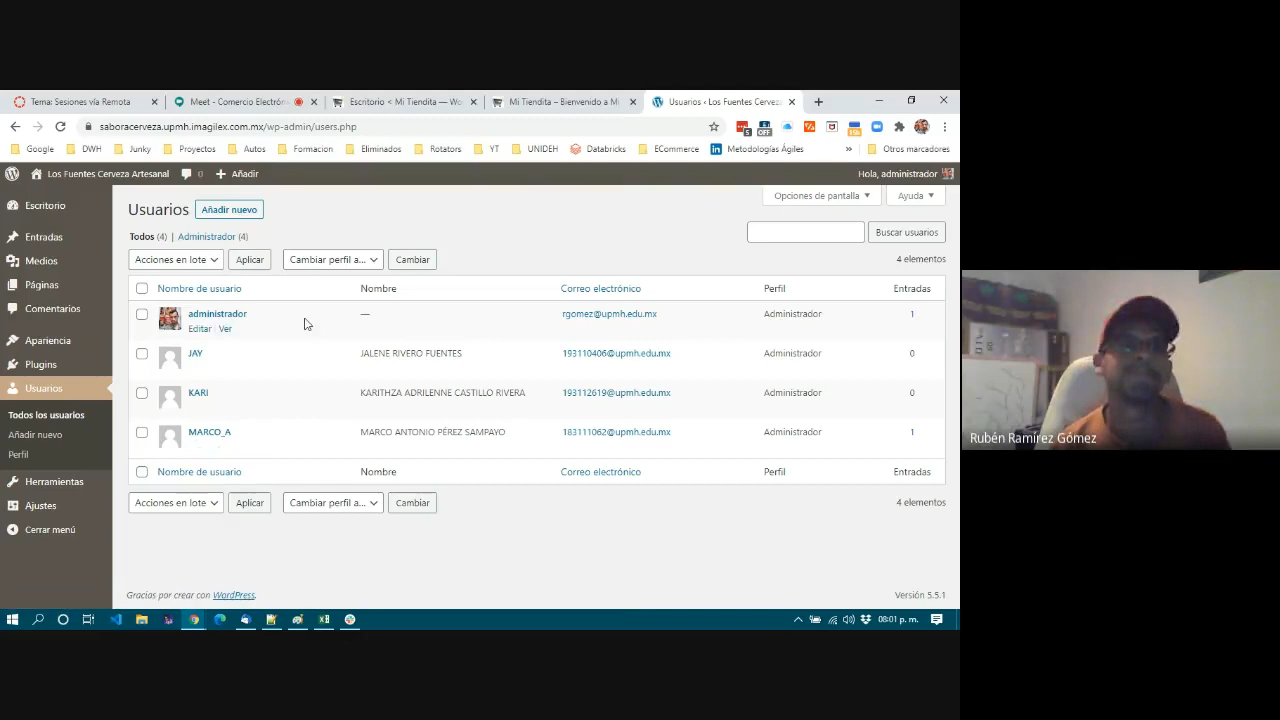 Tema: Sesiones vía Remota
Meet - Comercio Electrón
Escritorio < Mi Tiendita — Wo
Mi Tiendita – Bienvenido a Mi
Usuarios ‹ Los Fuentes Cerveza
saboracerveza.upmh.imagilex.com.mx/wp-admin/users.php
Google DWH Junky Proyectos Autos Formacion Eliminados Rotators YT UNIDEH Databricks ECommerce Metodologías Ágiles » Otros marcadores
Los Fuentes Cerveza Artesanal 0 Añadir Hola, administrador
Escritorio
Entradas
Medios
Páginas
Comentarios
Apariencia
Plugins
Usuarios
Todos los usuarios
Añadir nuevo
Perfil
Herramientas
Ajustes
Cerrar menú
Opciones de pantalla Ayuda
Usuarios Añadir nuevo
Todos (4) | Administrador (4)
Buscar usuarios
Acciones en lote Aplicar Cambiar perfil a... Cambiar 4 elementos
Nombre de usuario Nombre Correo electrónico Perfil Entradas
administrador — rgomez@upmh.edu.mx Administrador 1
Editar | Ver
JAY JALENE RIVERO FUENTES 193110406@upmh.edu.mx Administrador 0
KARI KARITHZA ADRILENNE CASTILLO RIVERA 193112619@upmh.edu.mx Administrador 0
MARCO_A MARCO ANTONIO PÉREZ SAMPAYO 183111062@upmh.edu.mx Administrador 1
Nombre de usuario Nombre Correo electrónico Perfil Entradas
Acciones en lote Aplicar Cambiar perfil a... Cambiar 4 elementos
Gracias por crear con WordPress. Versión 5.5.1
08:01 p. m.
Rubén Ramírez Gómez